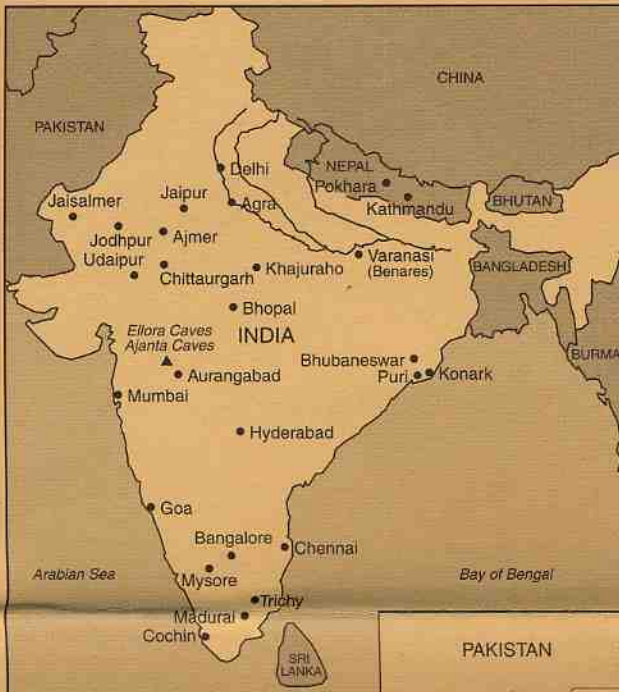 CHINA
PAKISTAN
NEPAL
Delhi
Pokhara
BHUTAN
Jaisalmer
Jaipur
Agra
Kathmandu
Jodhpur
Ajmer
Udaipur
Varanasi
(Benares)
Chittaurgarh
Khajuraho
BANGLADESH
Bhopal
Ellora Caves
Ajanta Caves
INDIA
BURMA
Bhubaneswar
Aurangabad
Puri
Konark
Mumbai
Hyderabad
Goa
Bangalore
Chennai
Arabian Sea
Mysore
Bay of Bengal
Trichy
Madurai
Cochin
SRI
LANKA
PAKISTAN